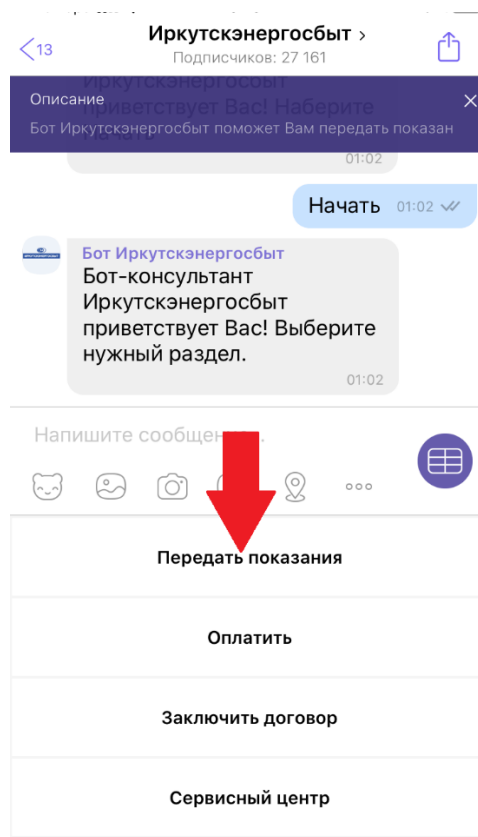 13
Иркутскэнергосбыт >
Подписчиков: 27 161
Иркутскэнергосбыт
приветствует Вас! Наберите
Начать
Описание
Бот Иркутскэнергосбыт поможет Вам передать показан
01:02
Начать 01:02
Бот Иркутскэнергосбыт
Бот-консультант
Иркутскэнергосбыт
приветствует Вас! Выберите
нужный раздел.
01:02
Напишите
Передать показания
Оплатить
Заключить договор
Сервисный центр